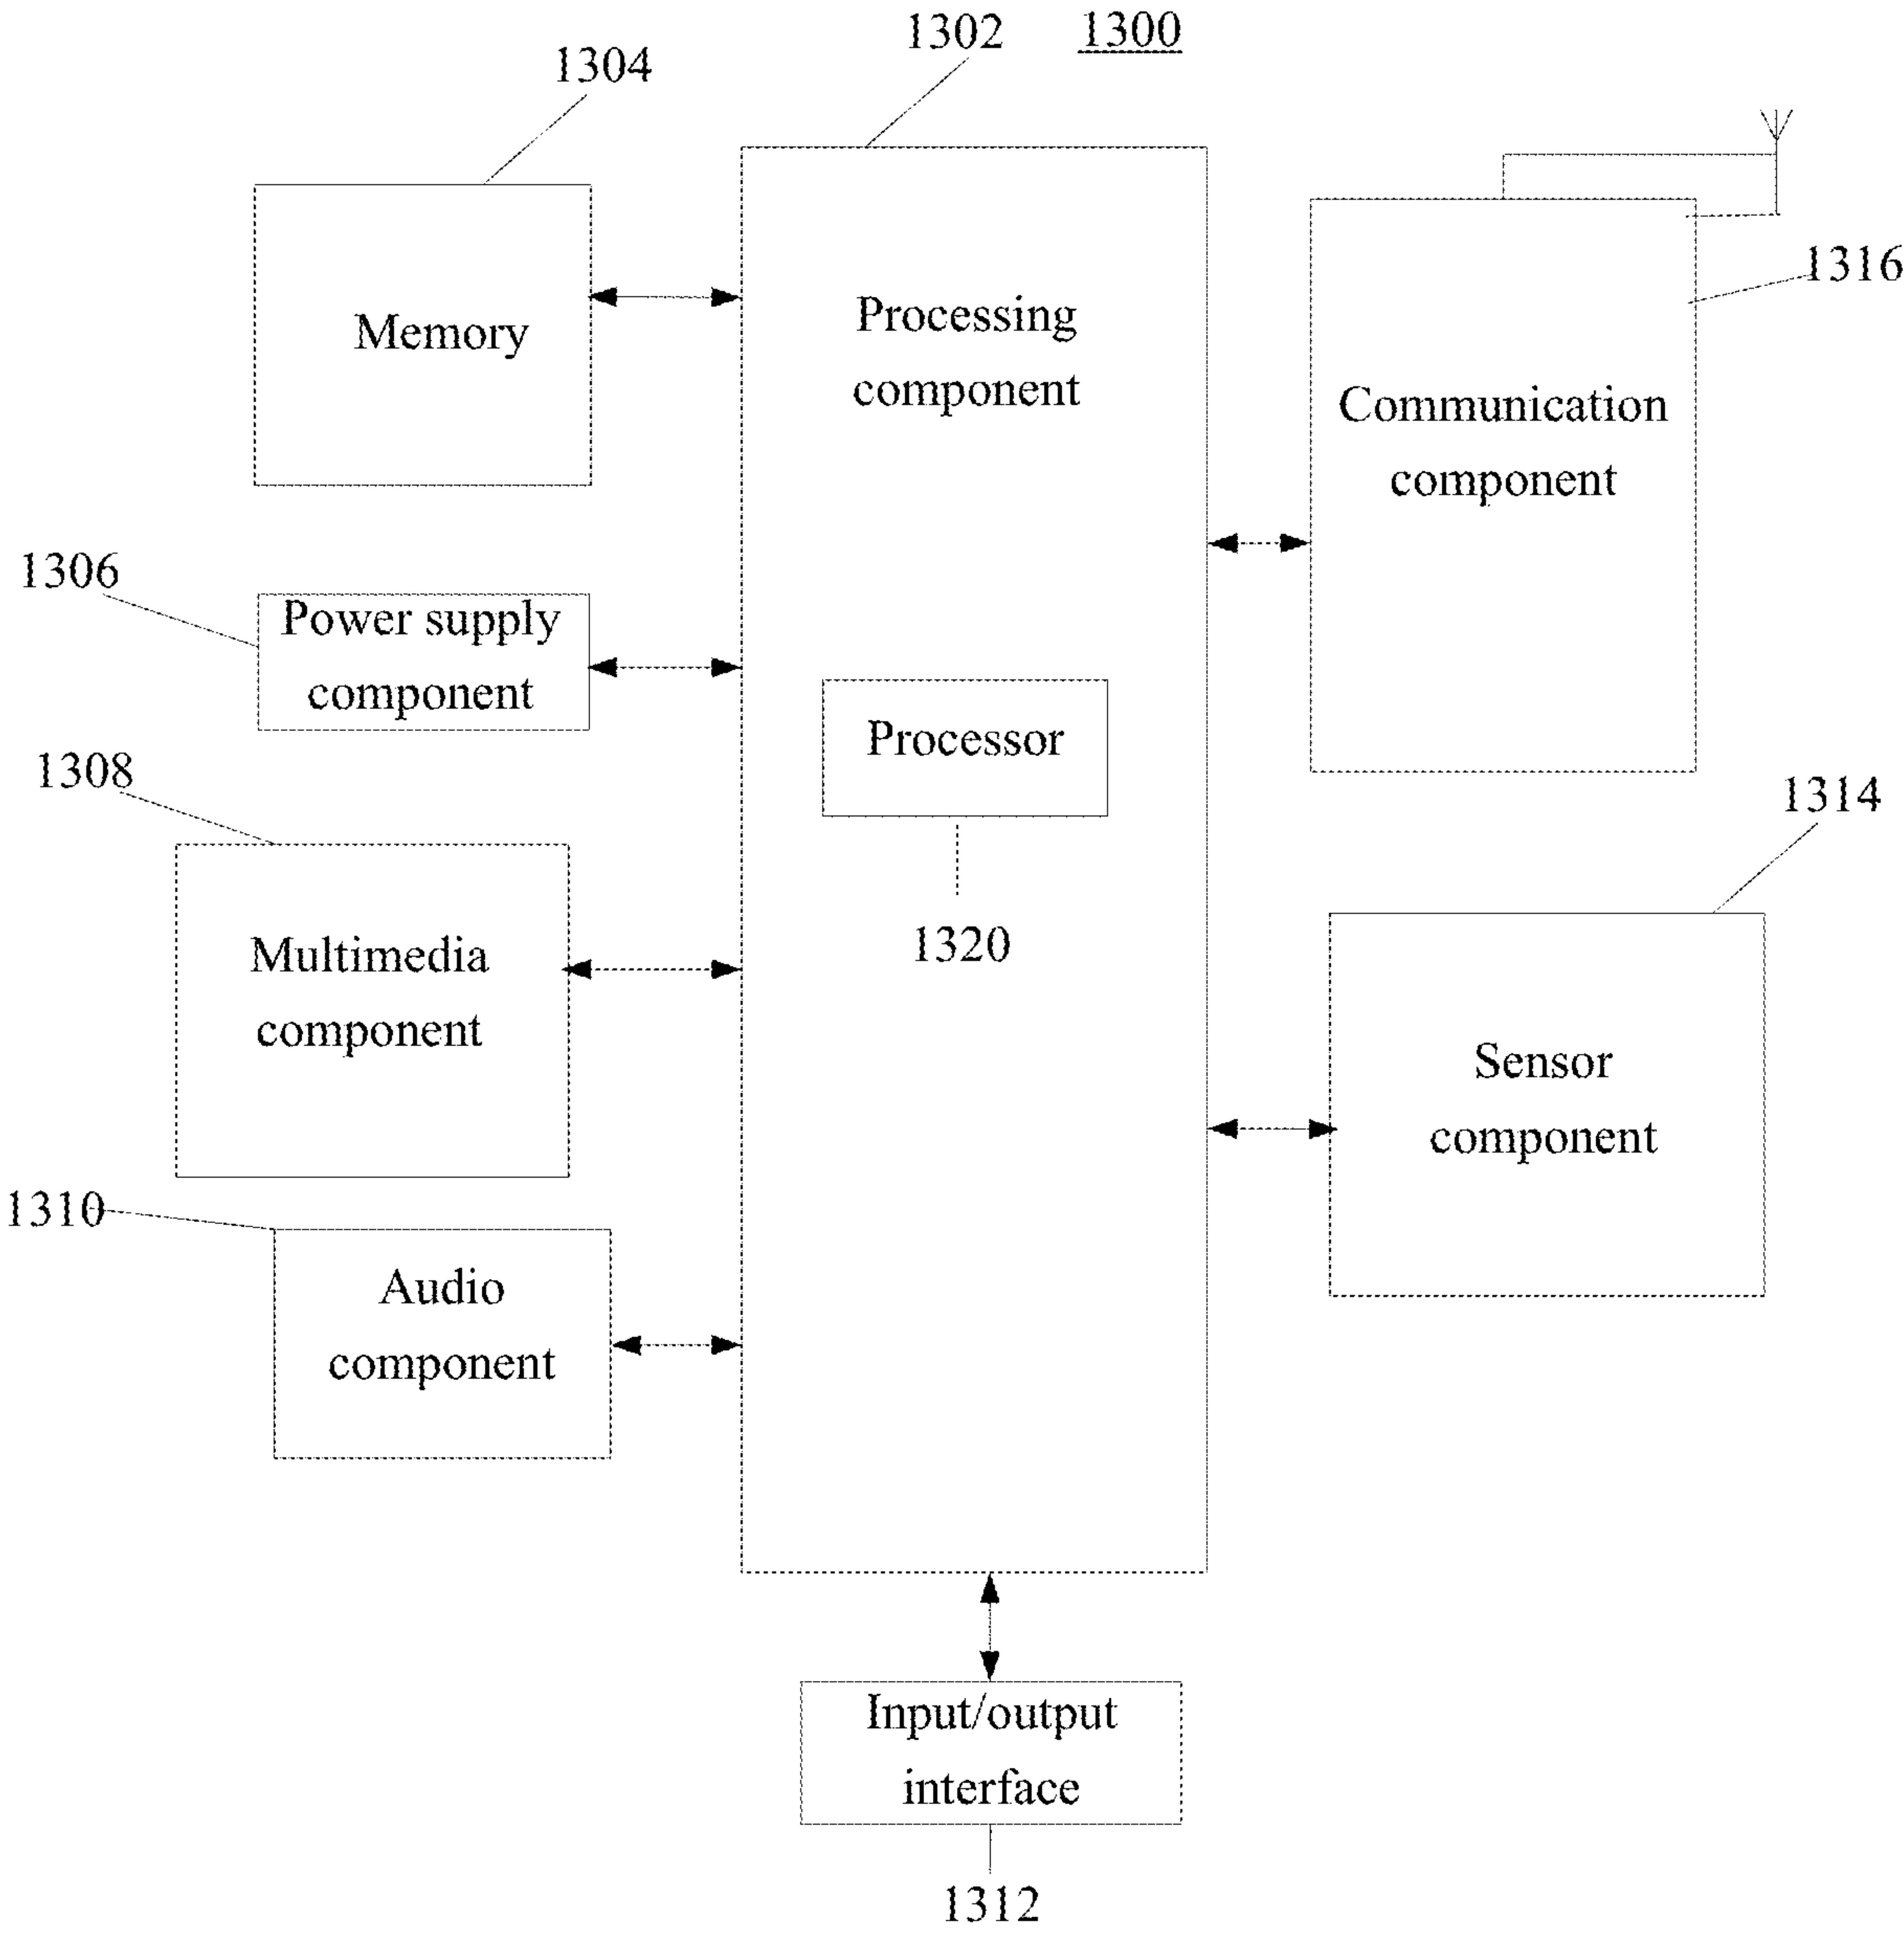 1302
1300
1304
1316
Memory
Processing
component
Communication
component
1306
Power supply
component
Processor
1308
1314
1320
Multimedia
component
Sensor
component
1310
Audio
component
Input/output
interface
1312